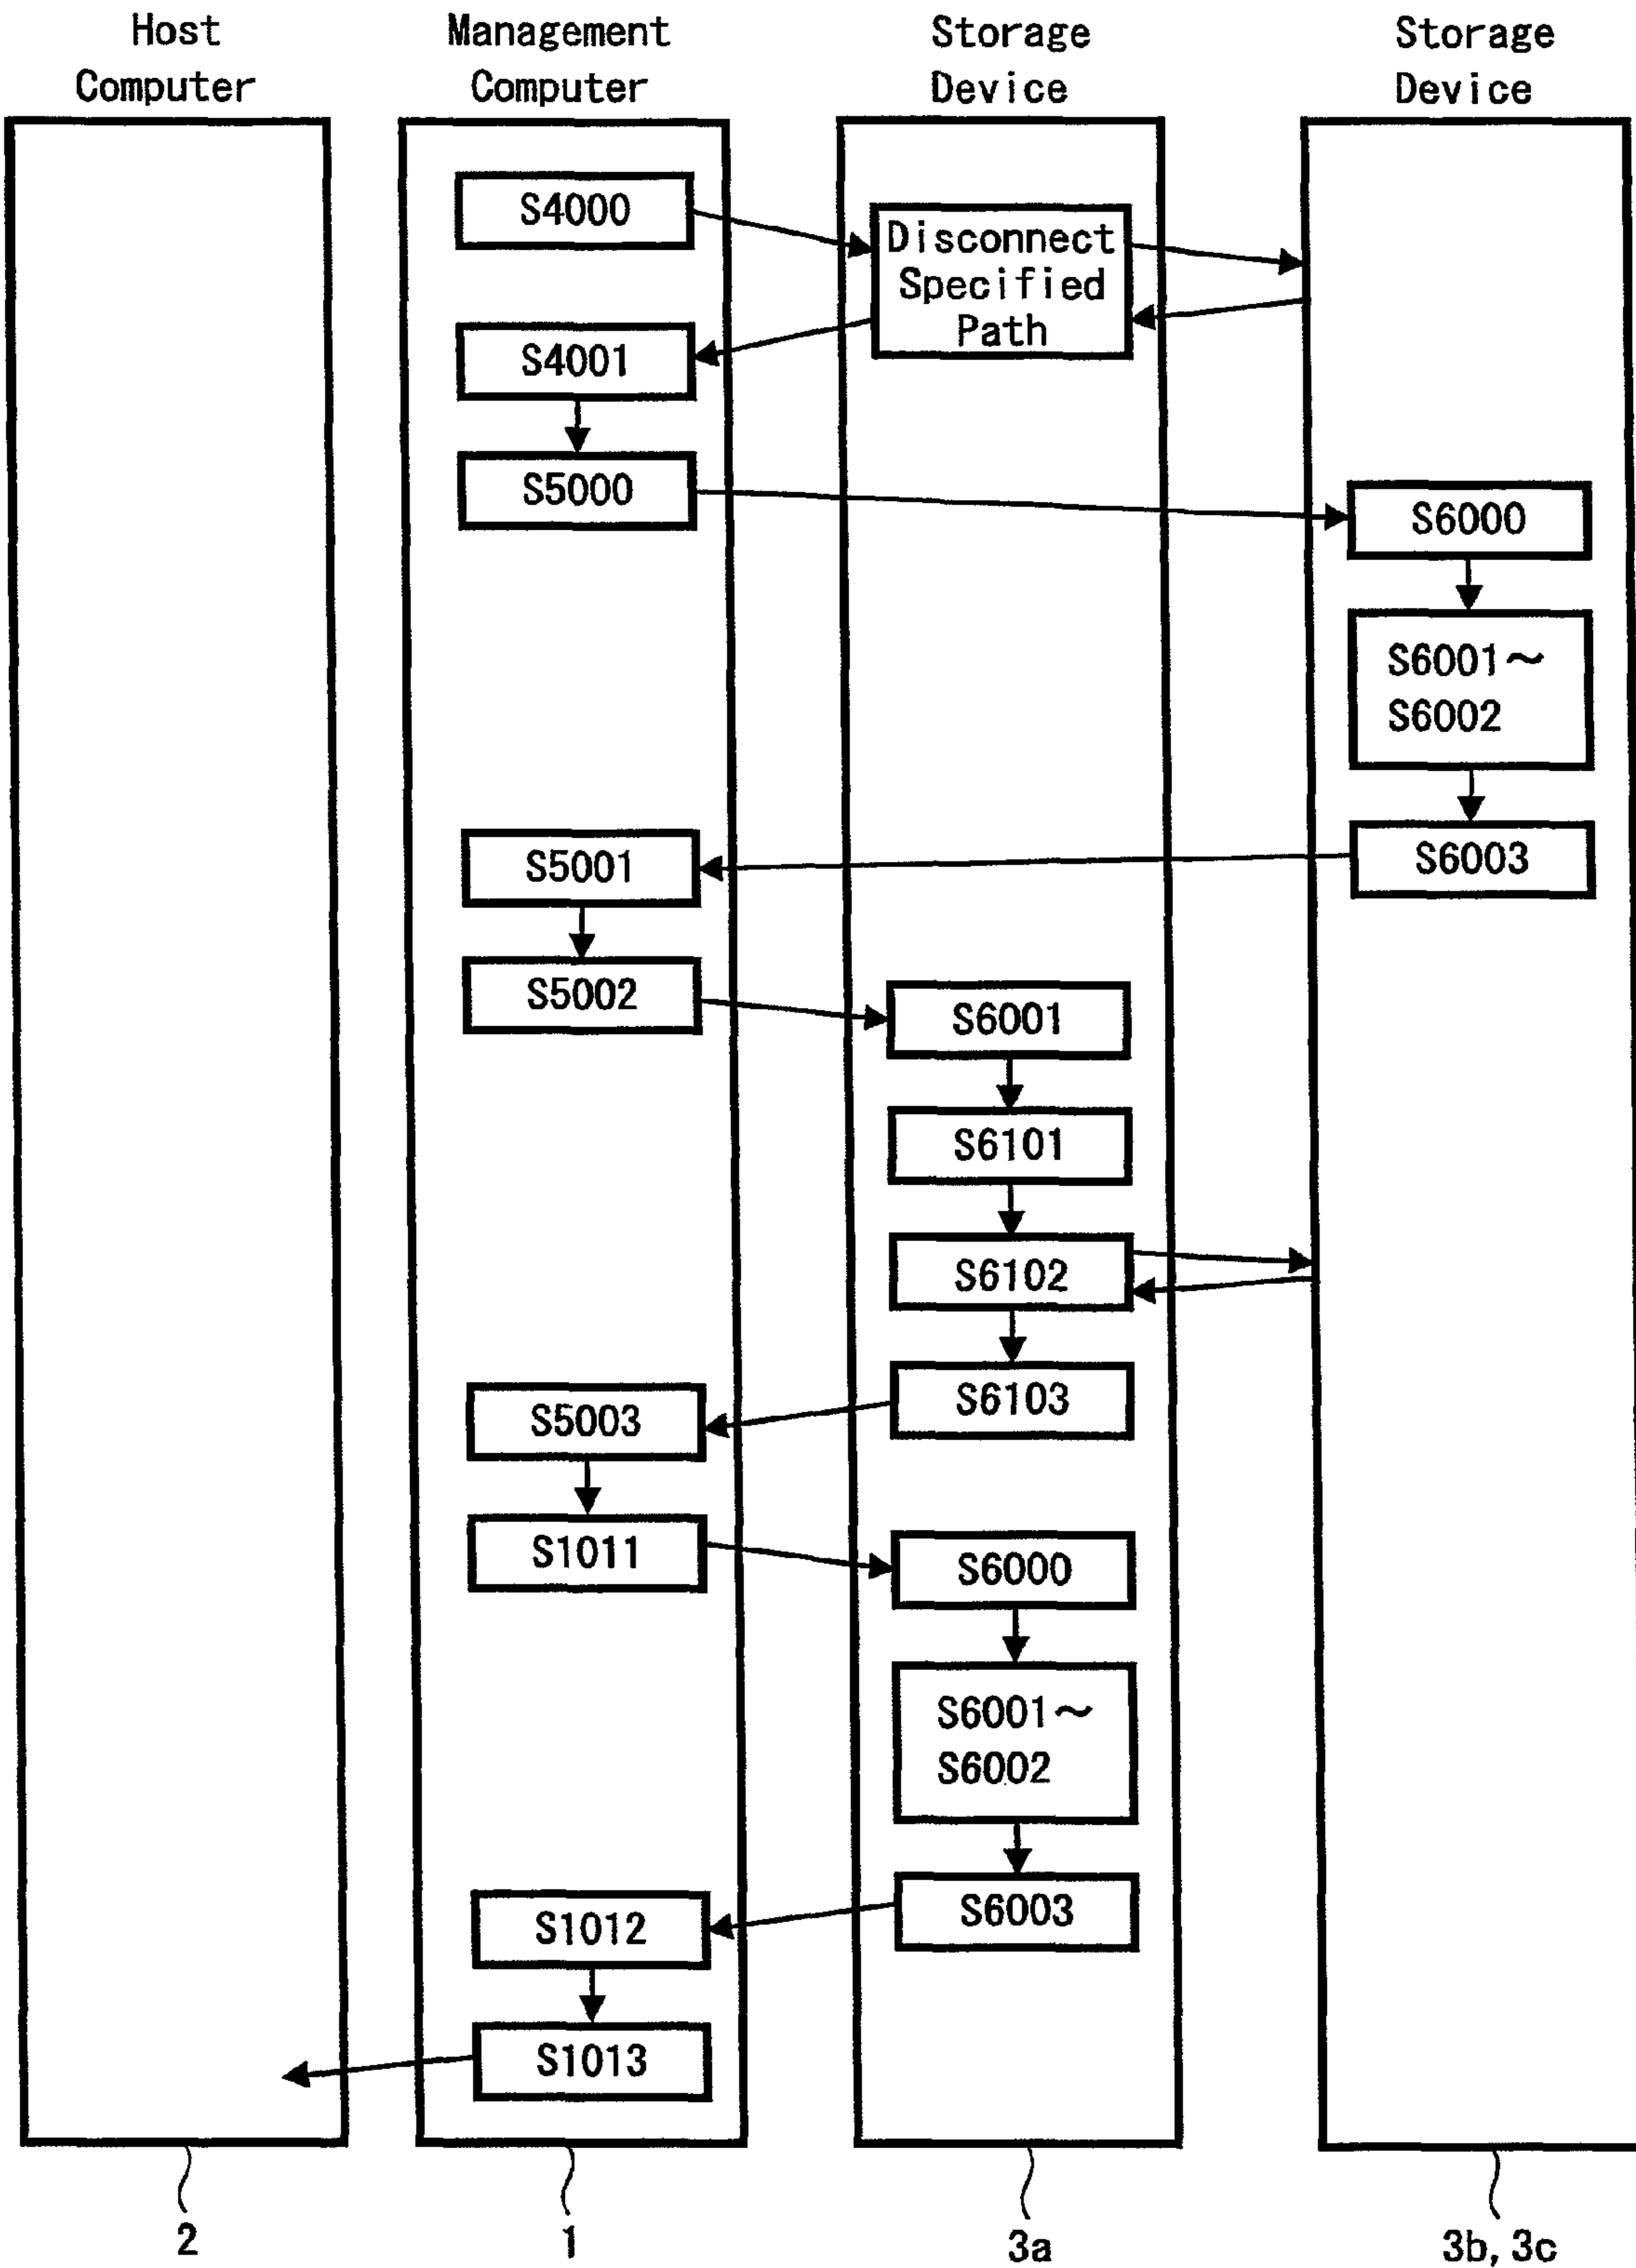 Host
Computer
Management
Computer
Storage
Device
Storage
Device
S4000
Disconnect
Specified
Path
S4001
S5000
S6000
S6001～
S6002
S6003
S5001
S5002
S6001
S6101
S6102
S6103
S5003
S1011
S6000
S6001～
S6002
S6003
S1012
S1013
2
1
3a
3b, 3c